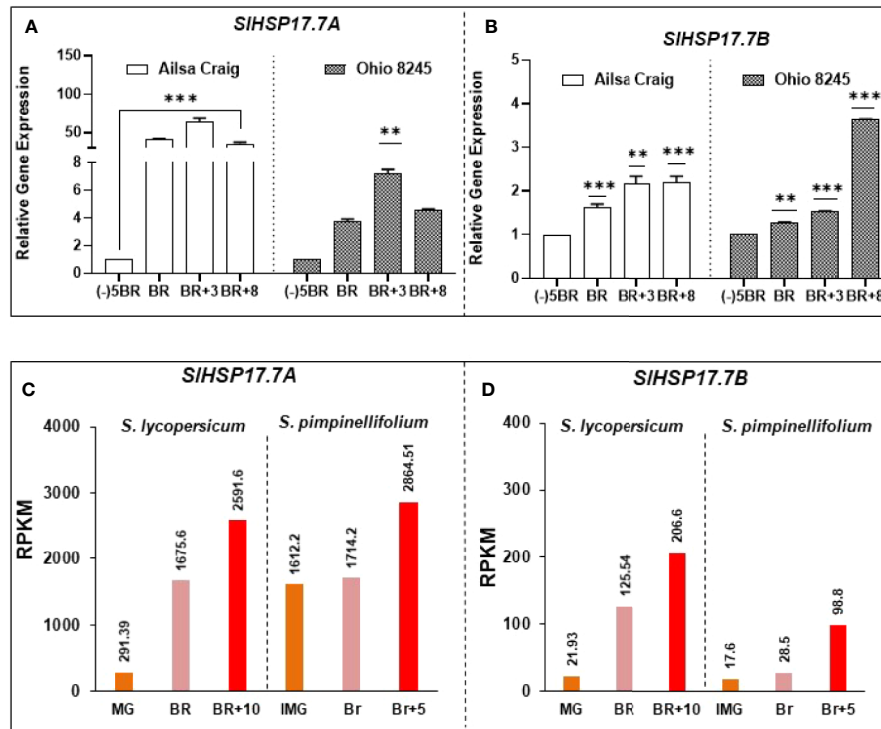 A
SlHSP17.7A
Relative Gene Expression
150
100
50
8
6
4
2
0
Ailsa Craig
Ohio 8245
***
**
(-)5BR BR BR+3 BR+8
(-)5BR BR BR+3 BR+8
B
SlHSP17.7B
Relative Gene Expression
5
4
3
2
1
0
Ailsa Craig
Ohio 8245
***
**
***
**
***
***
(-)5BR BR BR+3 BR+8
(-)5BR BR BR+3 BR+8
C
SlHSP17.7A
RPKM
4000
3000
2000
1000
0
S. lycopersicum
S. pimpinellifolium
291.39
1675.6
2591.6
1612.2
1714.2
2864.51
MG BR BR+10 IMG Br Br+5
D
SlHSP17.7B
RPKM
400
300
200
100
0
S. lycopersicum
S. pimpinellifolium
21.93
125.54
206.6
17.6
28.5
98.8
MG BR BR+10 IMG Br Br+5